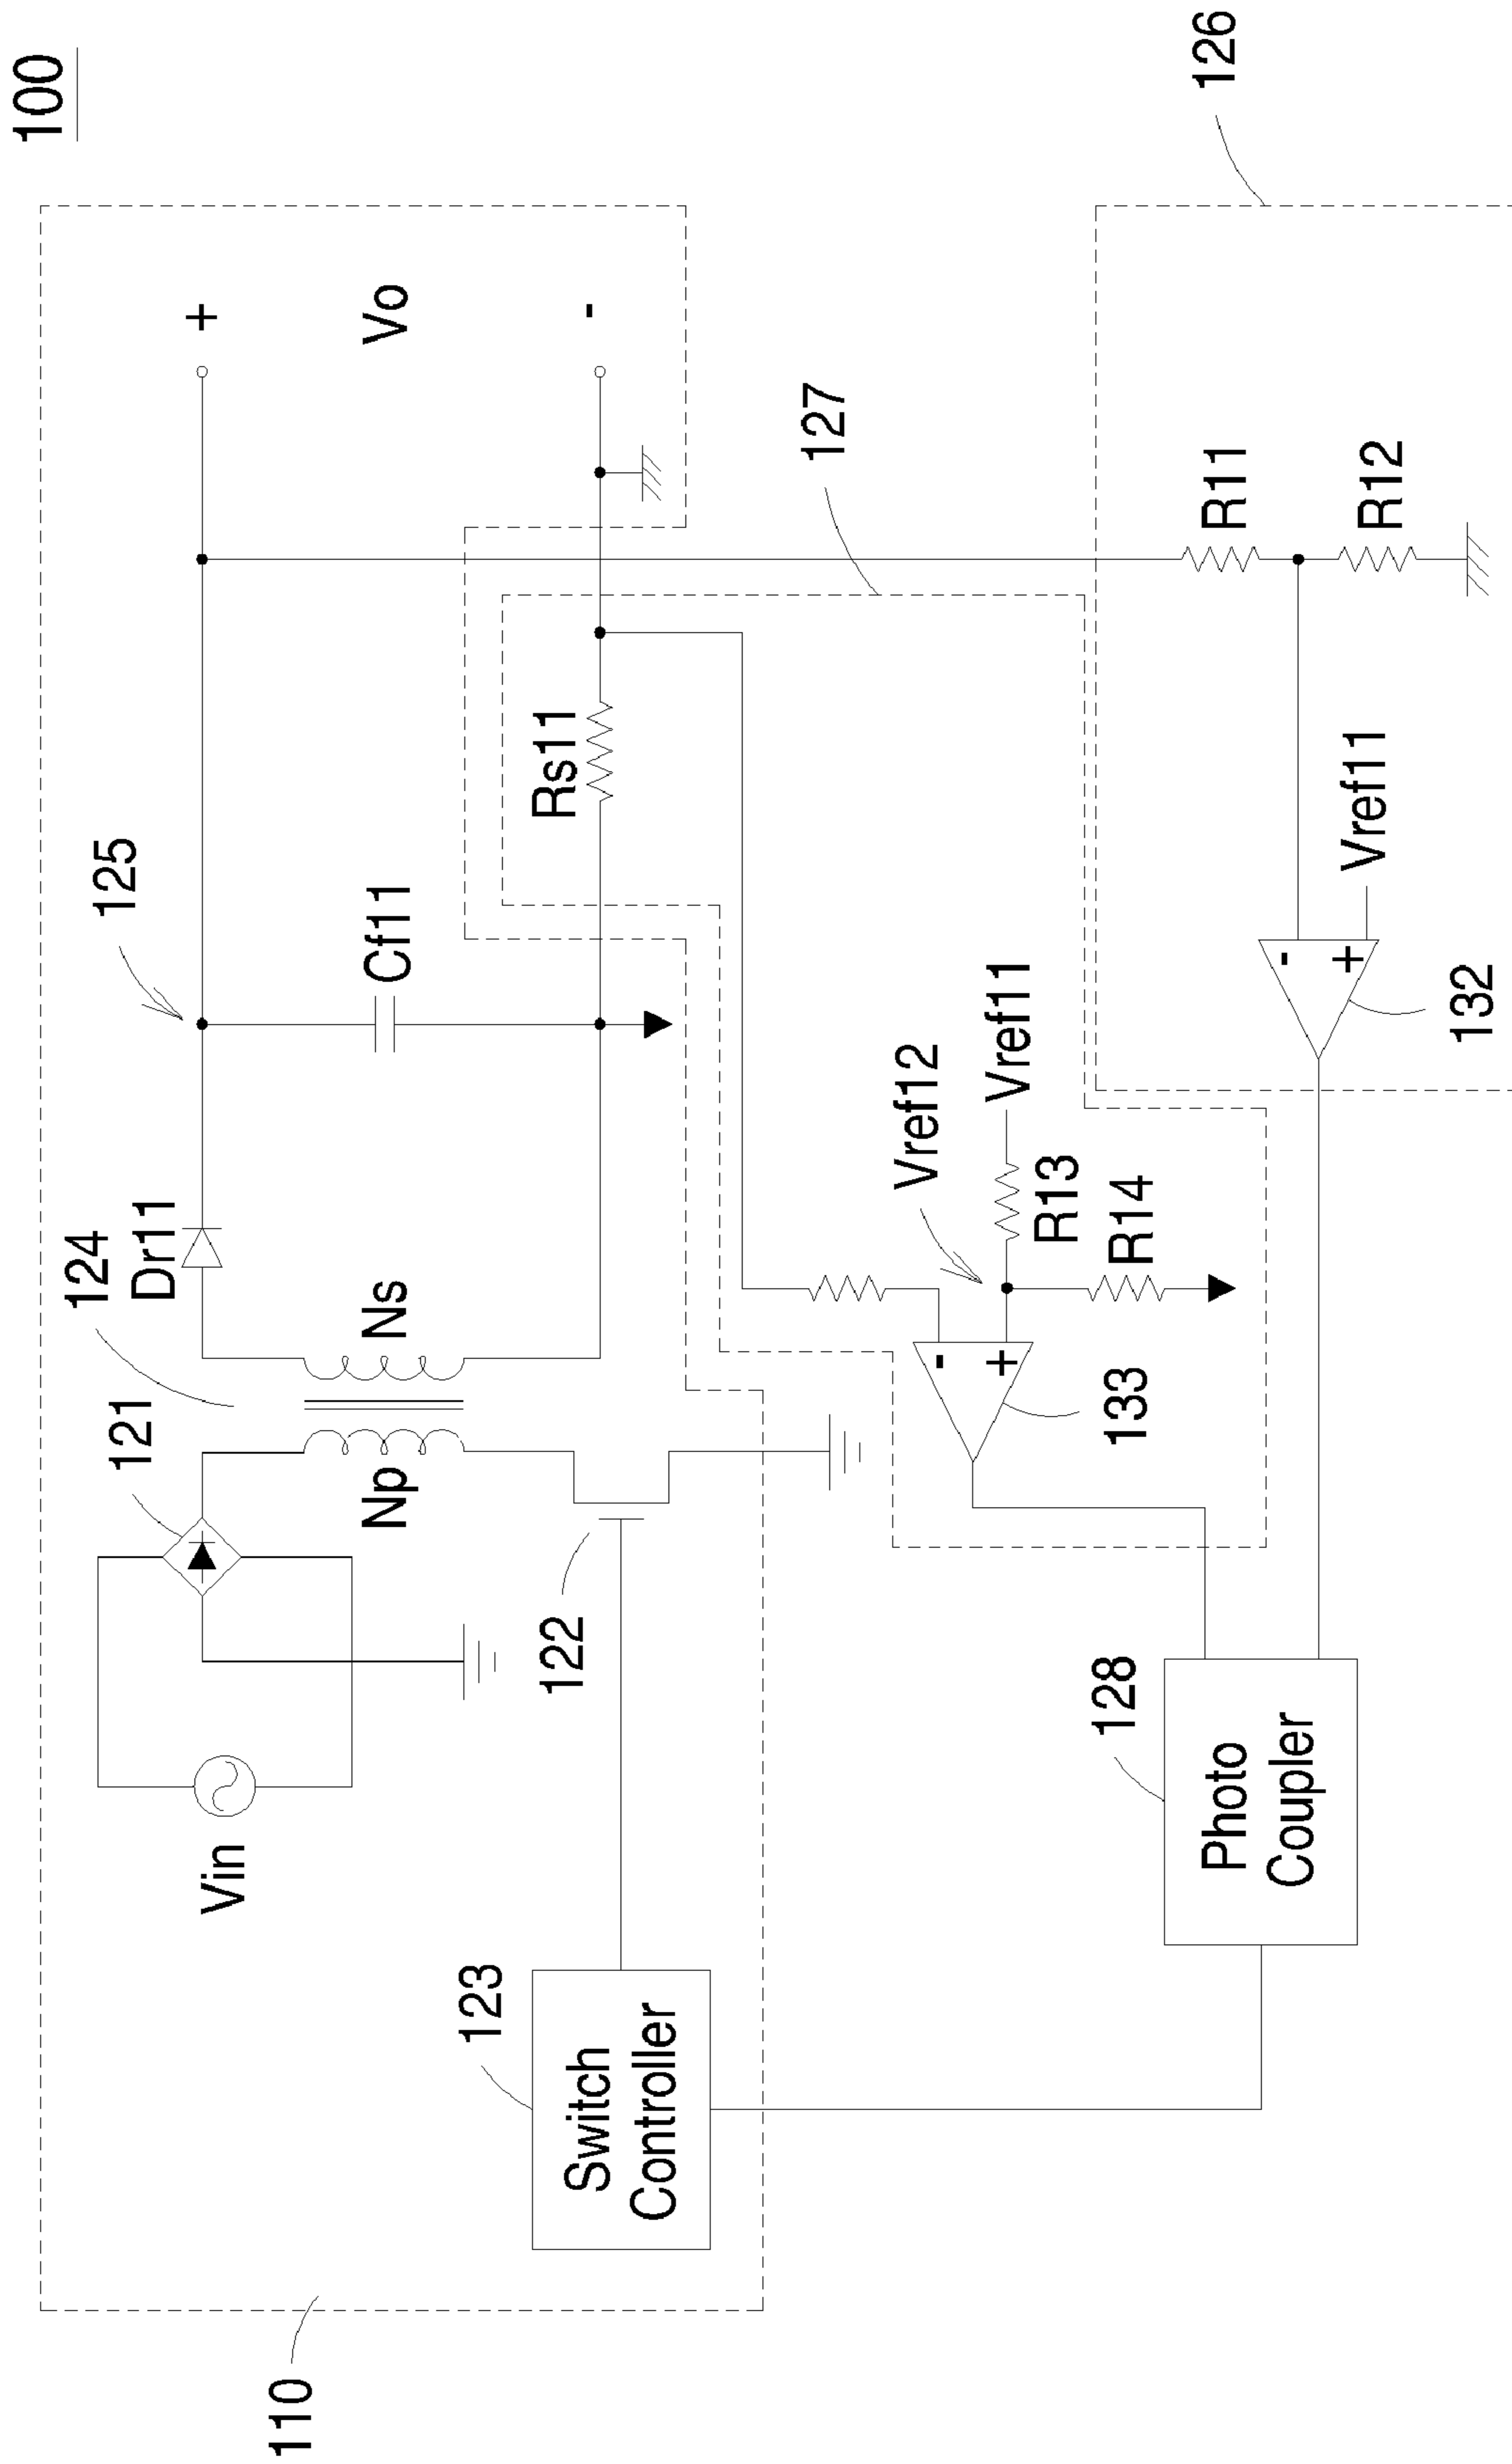 100
110
Vin
121
124
Np
Ns
Dr11
125
Cf11
+
Vo
-
123
Switch
Controller
122
Rs11
127
126
Vref12
Vref11
-
+
R13
R14
133
128
Photo
Coupler
R11
R12
-
+
Vref11
132